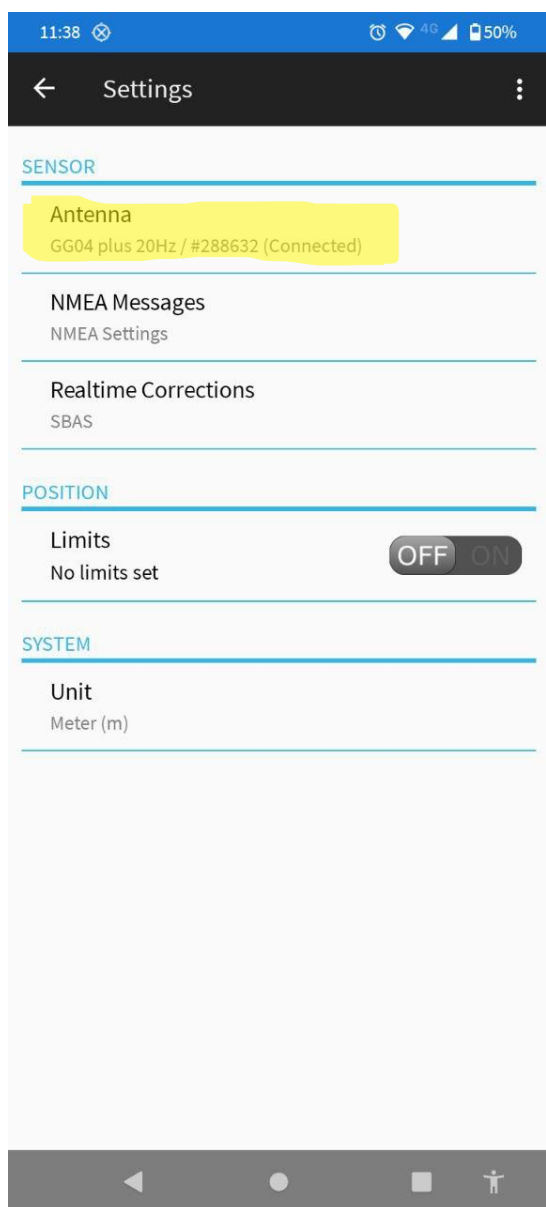 11:38 4G 50%
Settings
SENSOR
Antenna
GG04 plus 20Hz / #288632 (Connected)
NMEA Messages
NMEA Settings
Realtime Corrections
SBAS
POSITION
Limits
No limits set
OFF ON
SYSTEM
Unit
Meter (m)